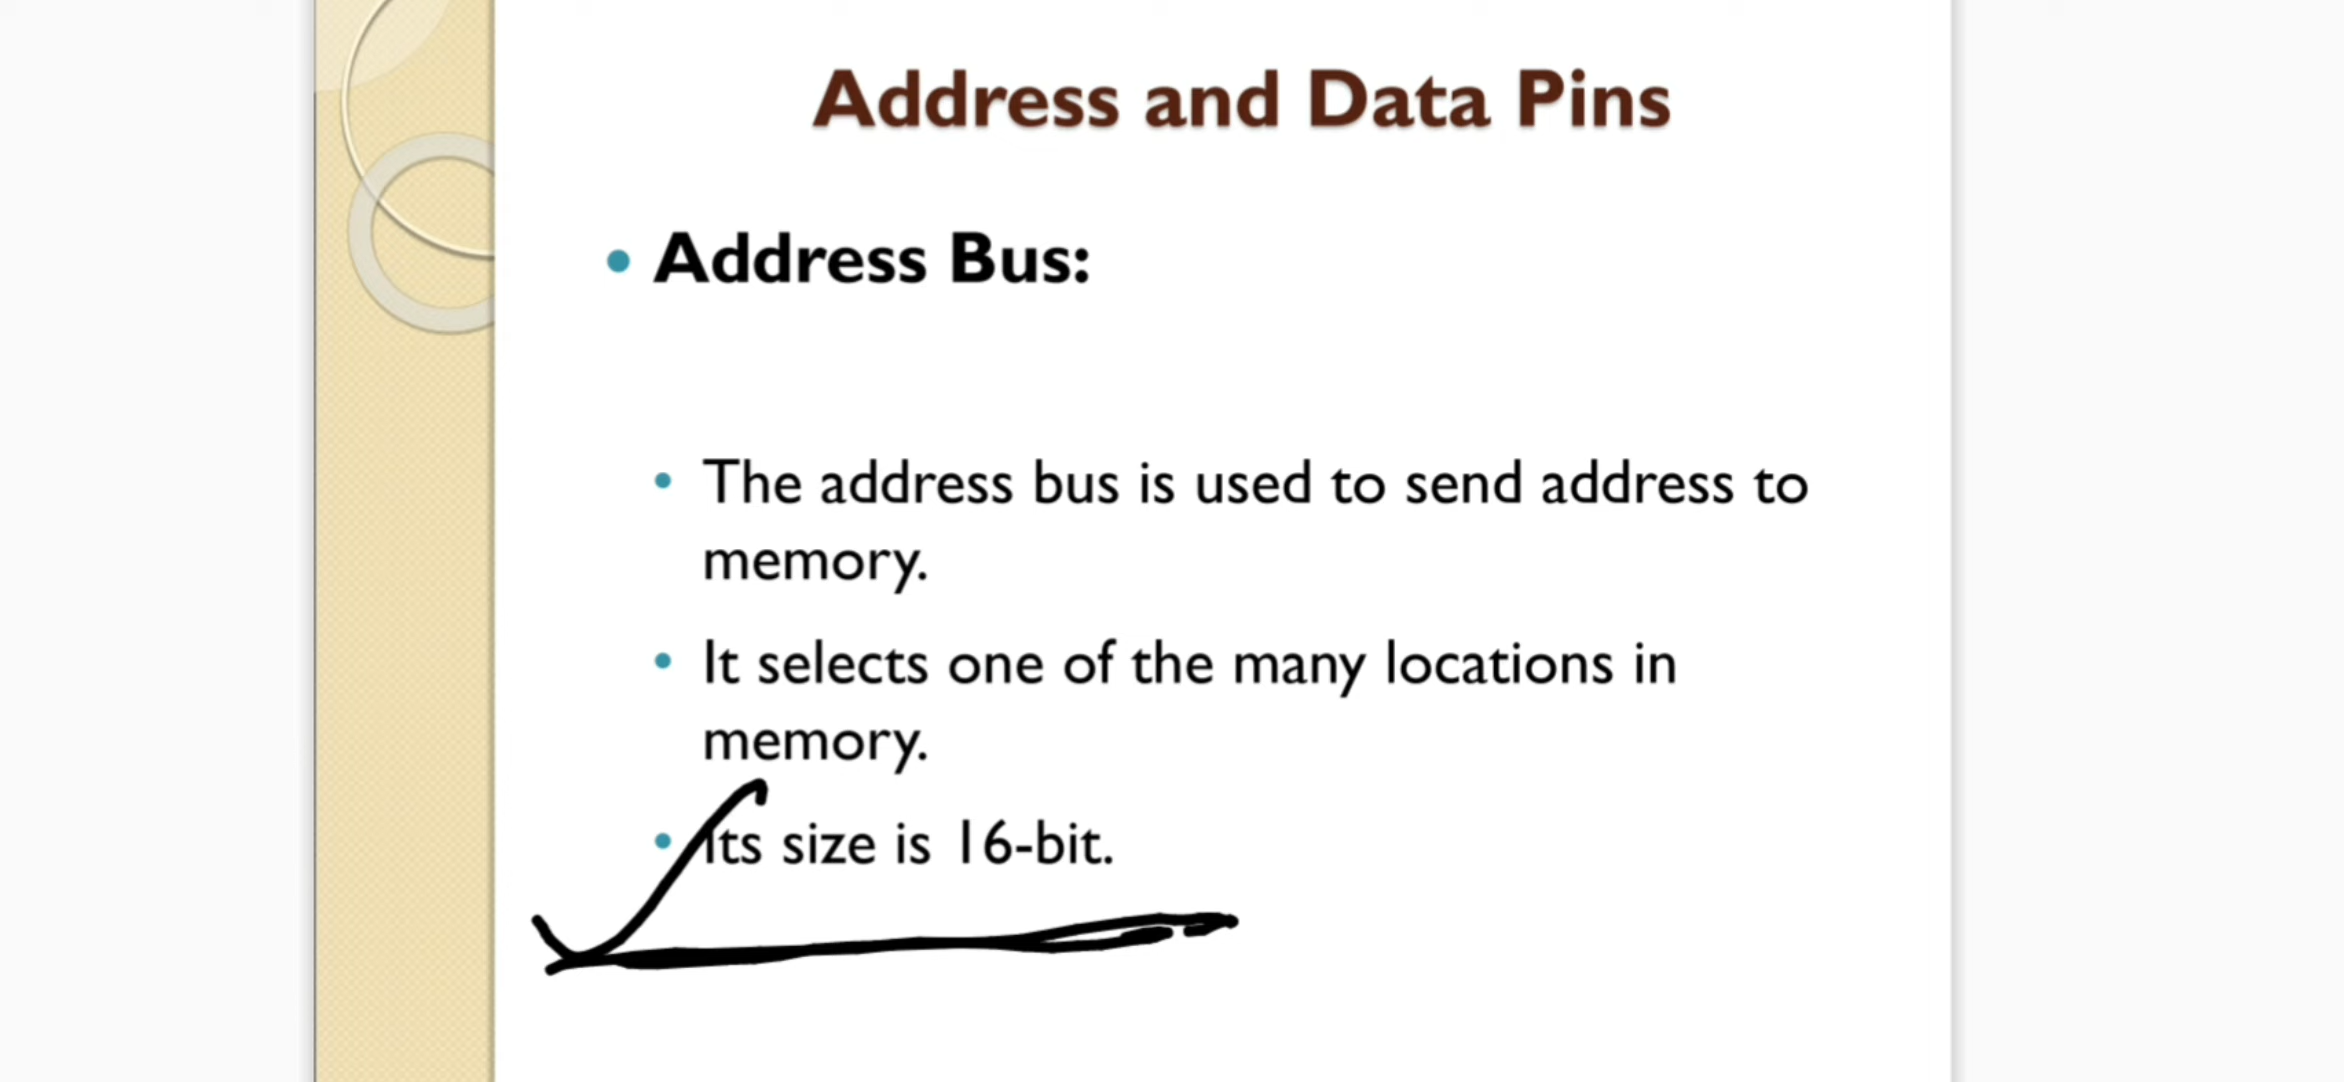 Address and Data Pins
• Address Bus:
• The address bus is used to send address to
memory.
• It selects one of the many locations in
memory.
• Its size is 16-bit.